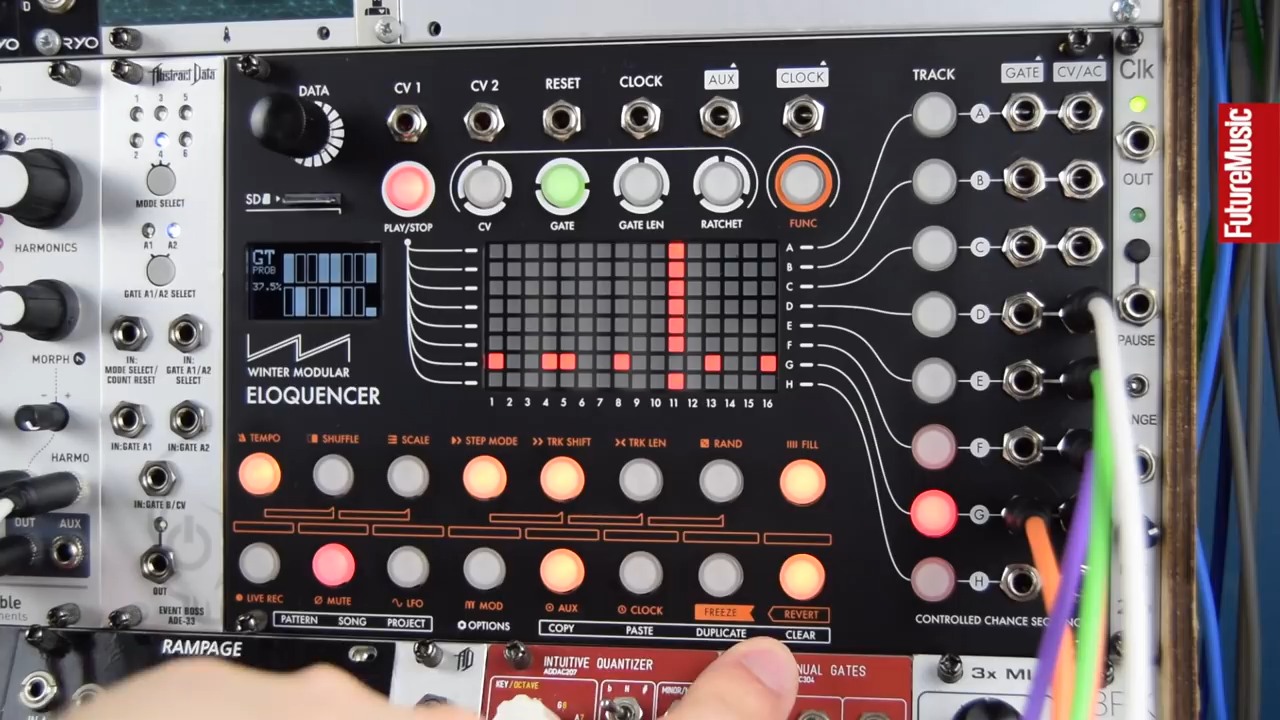 RYO
Abstract Data
1 3 5
2 4 6
MODE SELECT
A1 A2
GATE A1/A2 SELECT
IN: MODE SELECT/ COUNT RESET
IN: GATE A1/A2 SELECT
IN:GATE A1
IN:GATE A2
IN:GATE B/CV
OUT
EVENT BOSS
ADE-33
HARMONICS
MORPH
HARMO
OUT AUX
DATA
CV 1
CV 2
RESET
CLOCK
AUX
CLOCK
TRACK
GATE
CV/AC
SD
PLAY/STOP
CV
GATE
GATE LEN
RATCHET
FUNC
GT
PROB
37.5%
WINTER MODULAR
ELOQUENCER
A
B
C
D
E
F
G
H
1 2 3 4 5 6 7 8 9 10 11 12 13 14 15 16
A
B
C
D
E
F
G
H
TEMPO
SHUFFLE
SCALE
STEP MODE
TRK SHIFT
TRK LEN
RAND
FILL
LIVE REC
MUTE
LFO
MOD
AUX
CLOCK
FREEZE
REVERT
PATTERN SONG PROJECT
OPTIONS
COPY PASTE DUPLICATE CLEAR
CONTROLLED CHANCE
Clk
OUT
PAUSE
FutureMusic
RAMPAGE
INTUITIVE QUANTIZER
ADDAC207
KEY/OCTAVE
3x